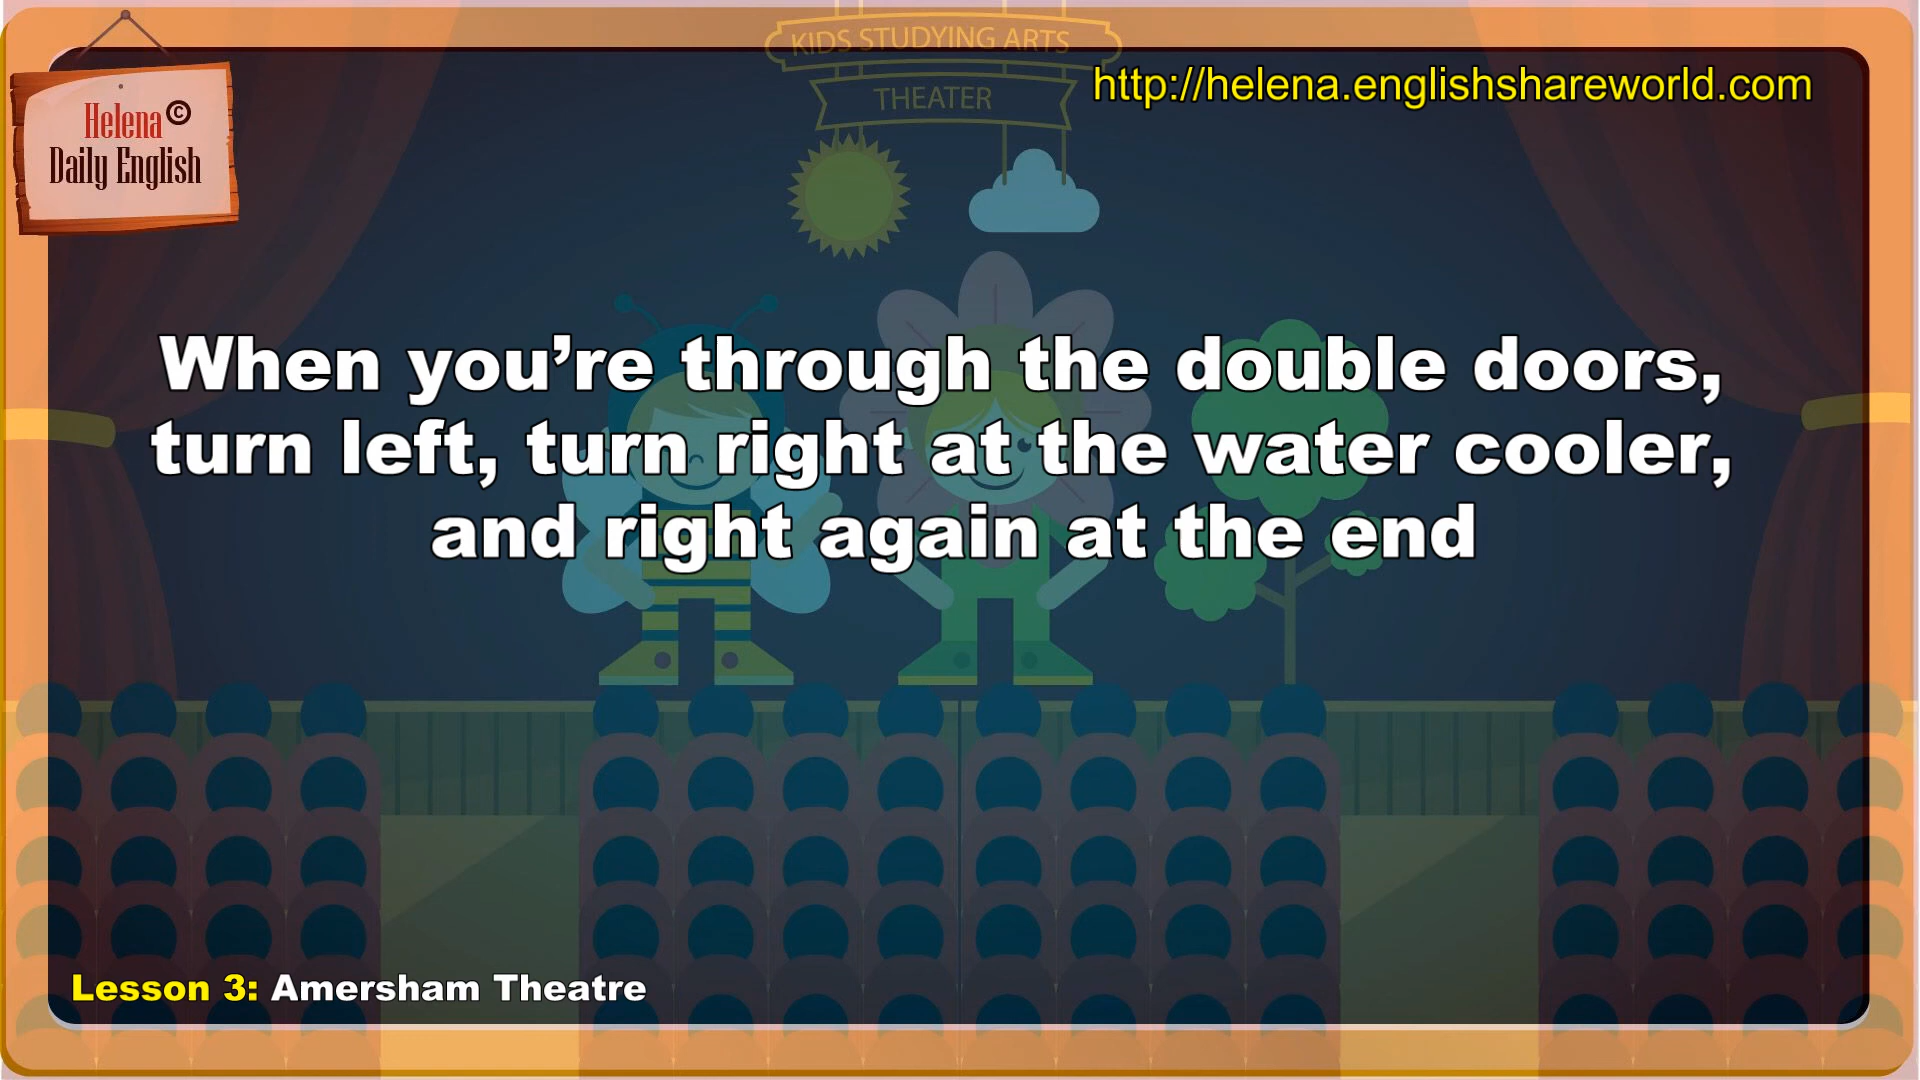 KIDS STUDYING ARTS
THEATER
http://helena.englishshareworld.com
Helena©
Daily English
When you’re through the double doors,
turn left, turn right at the water cooler,
and right again at the end
Lesson 3: Amersham Theatre